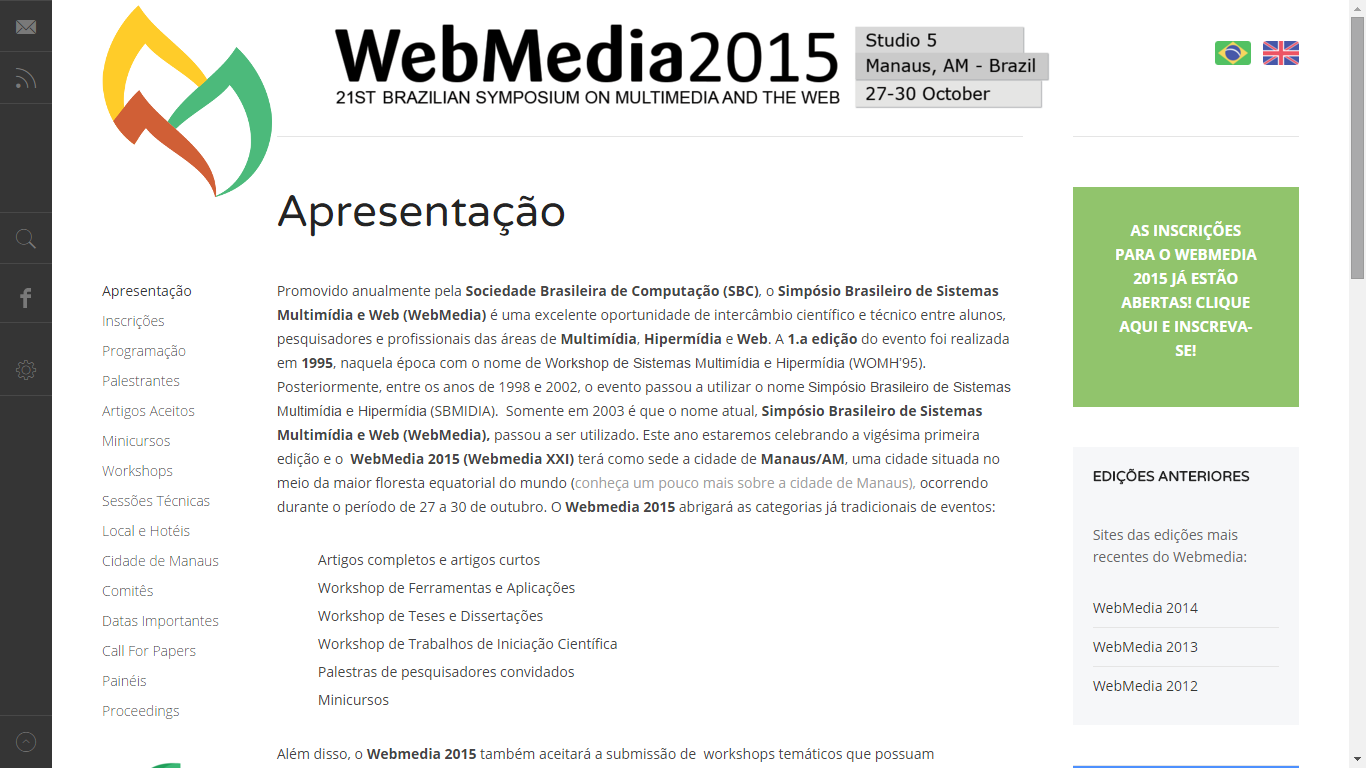 WebMedia2015
21ST BRAZILIAN SYMPOSIUM ON MULTIMEDIA AND THE WEB
Studio 5
Manaus, AM - Brazil
27-30 October
Apresentação
Apresentação
Inscrições
Programação
Palestrantes
Artigos Aceitos
Minicursos
Workshops
Sessões Técnicas
Local e Hotéis
Cidade de Manaus
Comitês
Datas Importantes
Call For Papers
Painéis
Proceedings
Promovido anualmente pela Sociedade Brasileira de Computação (SBC), o Simpósio Brasileiro de Sistemas
Multimídia e Web (WebMedia) é uma excelente oportunidade de intercâmbio científico e técnico entre alunos,
pesquisadores e profissionais das áreas de Multimídia, Hipermídia e Web. A 1.a edição do evento foi realizada
em 1995, naquela época com o nome de Workshop de Sistemas Multimídia e Hipermídia (WOMH’95).
Posteriormente, entre os anos de 1998 e 2002, o evento passou a utilizar o nome Simpósio Brasileiro de Sistemas
Multimídia e Hipermídia (SBMIDIA).  Somente em 2003 é que o nome atual, Simpósio Brasileiro de Sistemas
Multimídia e Web (WebMedia), passou a ser utilizado. Este ano estaremos celebrando a vigésima primeira
edição e o  WebMedia 2015 (Webmedia XXI) terá como sede a cidade de Manaus/AM, uma cidade situada no
meio da maior floresta equatorial do mundo (conheça um pouco mais sobre a cidade de Manaus), ocorrendo
durante o período de 27 a 30 de outubro. O Webmedia 2015 abrigará as categorias já tradicionais de eventos:
Artigos completos e artigos curtos
Workshop de Ferramentas e Aplicações
Workshop de Teses e Dissertações
Workshop de Trabalhos de Iniciação Científica
Palestras de pesquisadores convidados
Minicursos
Além disso, o Webmedia 2015 também aceitará a submissão de  workshops temáticos que possuam
AS INSCRIÇÕES
PARA O WEBMEDIA
2015 JÁ ESTÃO
ABERTAS! CLIQUE
AQUI E INSCREVA-
SE!
EDIÇÕES ANTERIORES
Sites das edições mais
recentes do Webmedia:
WebMedia 2014
WebMedia 2013
WebMedia 2012